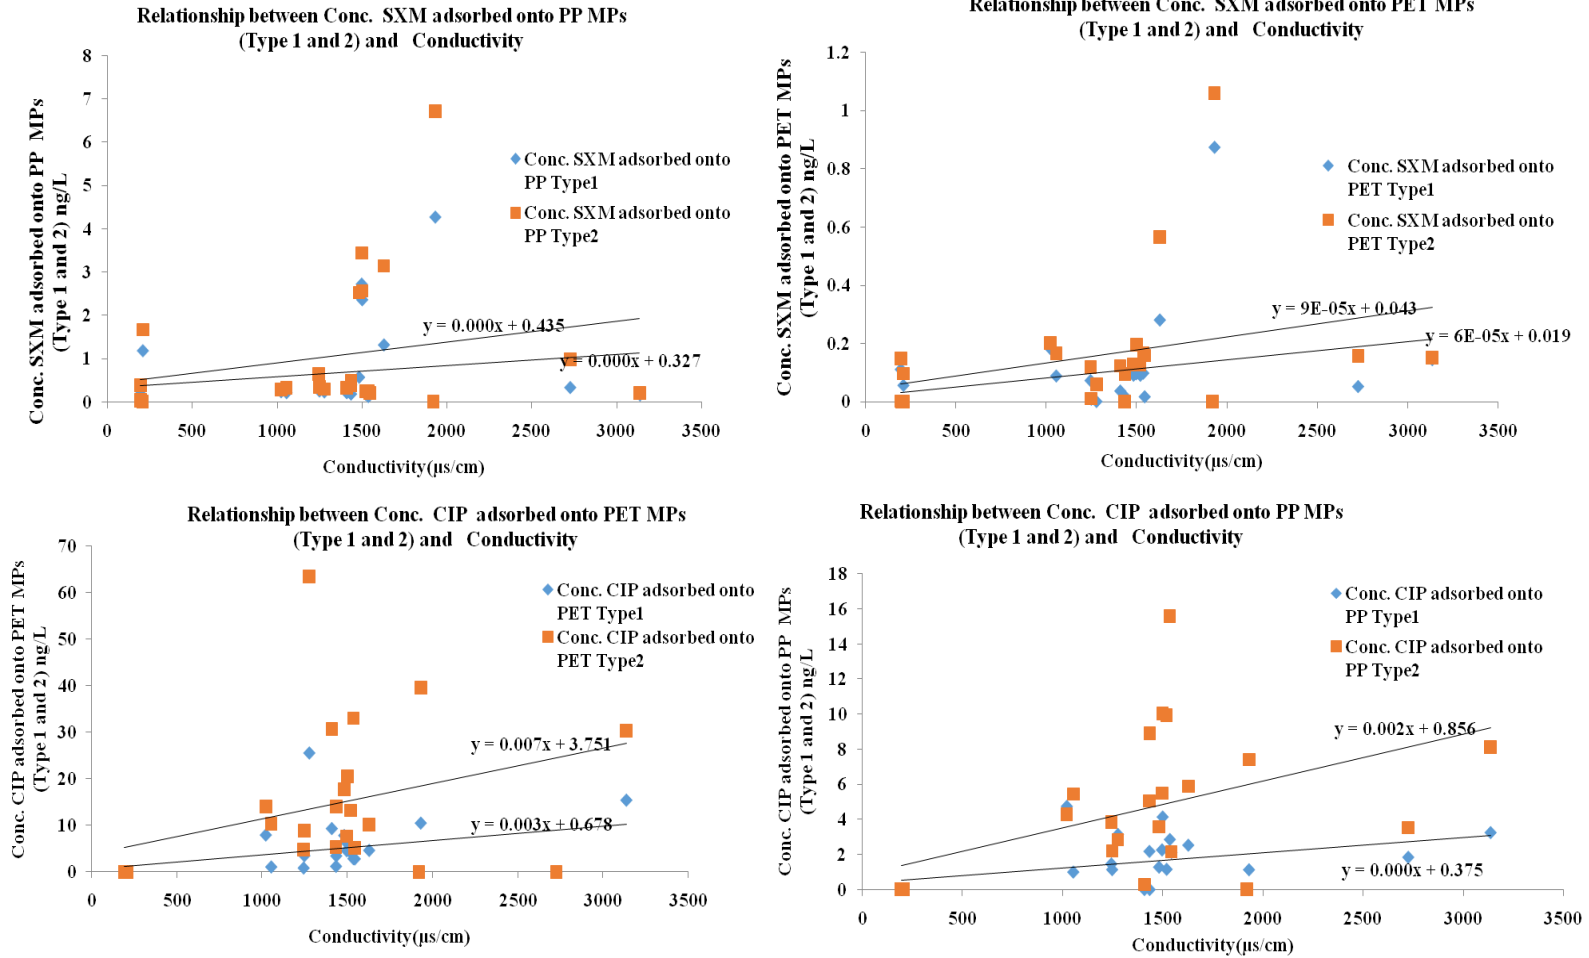 Relationship between Conc. SXM adsorbed onto PP MPs
(Type 1 and 2) and Conductivity
8
7
6
5
4
3
2
1
0
0
500
1000
1500
2000
2500
3000
3500
Conc. SXM adsorbed onto PP MPs
(Type 1 and 2) ng/L
Conductivity(µs/cm)
Conc. SXM adsorbed onto
PP Type1
Conc. SXM adsorbed onto
PP Type2
y = 0.000x + 0.435
y = 0.000x + 0.327
Relationship between Conc. SXM adsorbed onto PET MPs
(Type 1 and 2) and Conductivity
1.2
1
0.8
0.6
0.4
0.2
0
0
500
1000
1500
2000
2500
3000
3500
Conc. SXM adsorbed onto PET MPs
(Type 1 and 2) ng/L
Conductivity(µs/cm)
Conc. SXM adsorbed onto
PET Type1
Conc. SXM adsorbed onto
PET Type2
y = 9E-05x + 0.043
y = 6E-05x + 0.019
Relationship between Conc. CIP adsorbed onto PET MPs
(Type 1 and 2) and Conductivity
70
60
50
40
30
20
10
0
0
500
1000
1500
2000
2500
3000
3500
Conc. CIP adsorbed onto PET MPs
(Type1 and 2) ng/L
Conductivity(µs/cm)
Conc. CIP adsorbed onto
PET Type1
Conc. CIP adsorbed onto
PET Type2
y = 0.007x + 3.751
y = 0.003x + 0.678
Relationship between Conc. CIP adsorbed onto PP MPs
(Type 1 and 2) and Conductivity
18
16
14
12
10
8
6
4
2
0
0
500
1000
1500
2000
2500
3000
3500
Conc. CIP adsorbed onto PP MPs
(Type 1 and 2) ng/L
Conductivity(µs/cm)
Conc. CIP adsorbed onto
PP Type1
Conc. CIP adsorbed onto
PP Type2
y = 0.002x + 0.856
y = 0.000x + 0.375